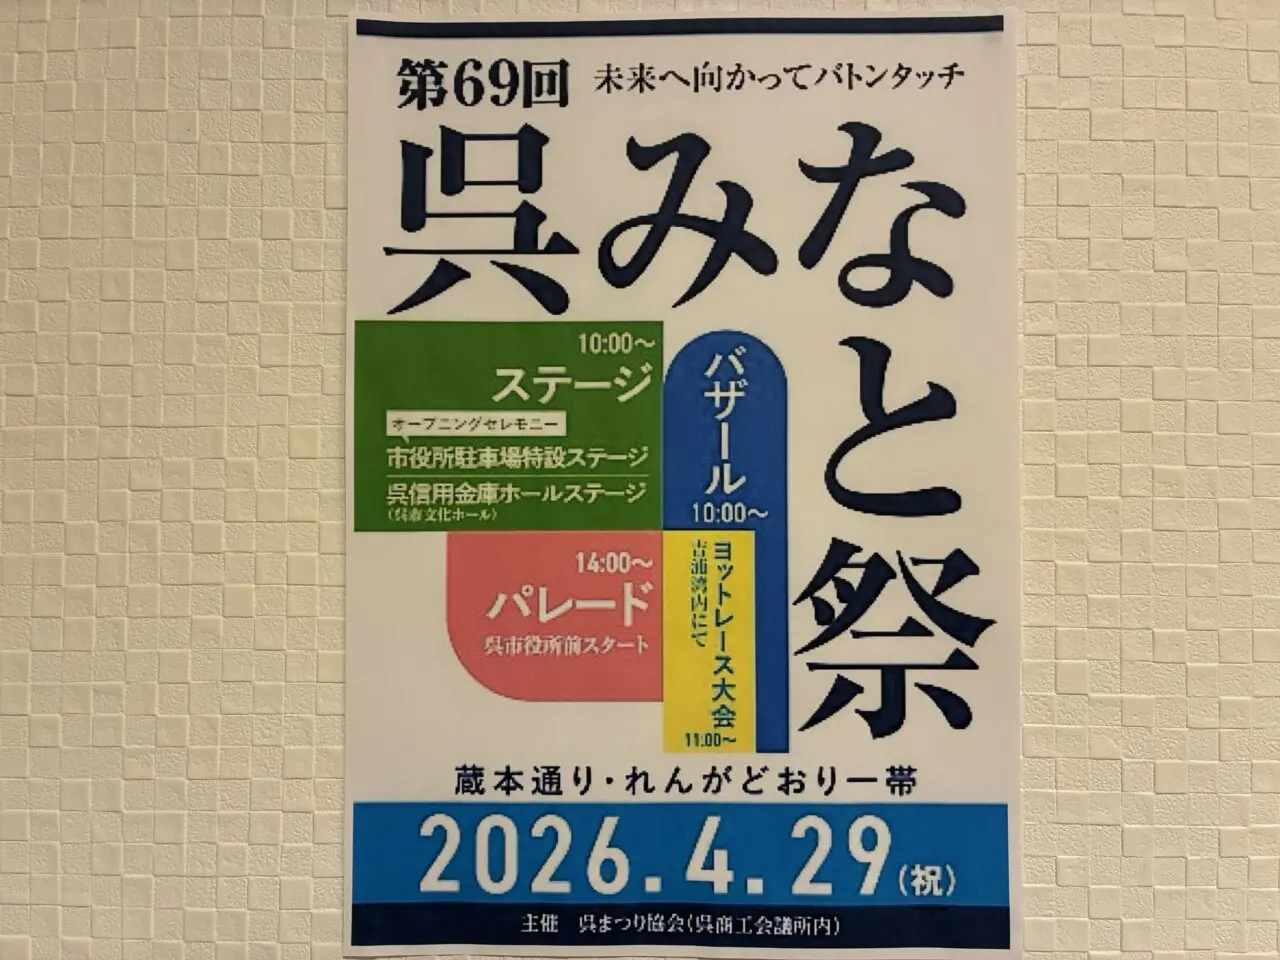 第69回 未来へ向かってバトンタッチ
呉みなと祭
10:00〜
ステージ
オープニングセレモニー
市役所駐車場特設ステージ
呉信用金庫ホールステージ
(呉市文化ホール)
バザール
10:00〜
14:00〜
パレード
呉市役所前スタート
ヨットレース大会
吉浦湾内にて
11:00〜
蔵本通り・れんがどおり一帯
2026.4.29(祝)
主催 呉まつり協会(呉商工会議所内)